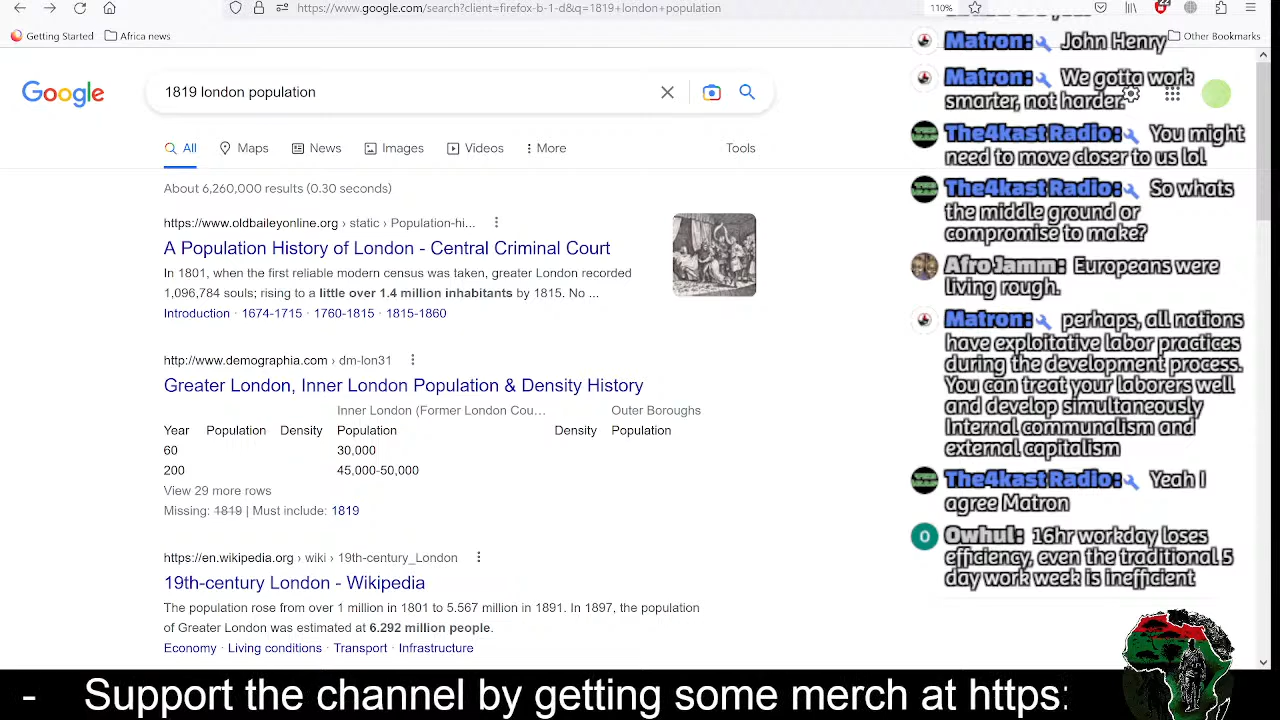 https://www.google.com/search?client=firefox-b-1-d&q=1819+london+population
110%
Getting Started
Africa news
Other Bookmarks
Google
1819 london population
All
Maps
News
Images
Videos
More
Tools
About 6,260,000 results (0.30 seconds)
https://www.oldbaileyonline.org › static › Population-hi...
A Population History of London - Central Criminal Court
In 1801, when the first reliable modern census was taken, greater London recorded
1,096,784 souls; rising to a little over 1.4 million inhabitants by 1815. No ...
Introduction · 1674-1715 · 1760-1815 · 1815-1860
http://www.demographia.com › dm-lon31
Greater London, Inner London Population & Density History
Inner London (Former London Cou... Outer Boroughs
Year Population Density Population Density Population
60 30,000
200 45,000-50,000
View 29 more rows
Missing: 1819 | Must include: 1819
https://en.wikipedia.org › wiki › 19th-century_London
19th-century London - Wikipedia
The population rose from over 1 million in 1801 to 5.567 million in 1891. In 1897, the population
of Greater London was estimated at 6.292 million people.
Economy · Living conditions · Transport · Infrastructure
Matron: John Henry
Matron: We gotta work
smarter, not harder.
The4kast Radio: You might
need to move closer to us lol
The4kast Radio: So whats
the middle ground or
compromise to make?
AfroJamm: Europeans were
living rough.
Matron: perhaps, all nations
have exploitative labor practices
during the development process.
You can treat your laborers well
and develop simultaneously
Internal communalism and
external capitalism
The4kast Radio: Yeah I
agree Matron
O
Owhul: 16hr workday loses
efficiency, even the traditional 5
day work week is inefficient
- Support the channel by getting some merch at https: